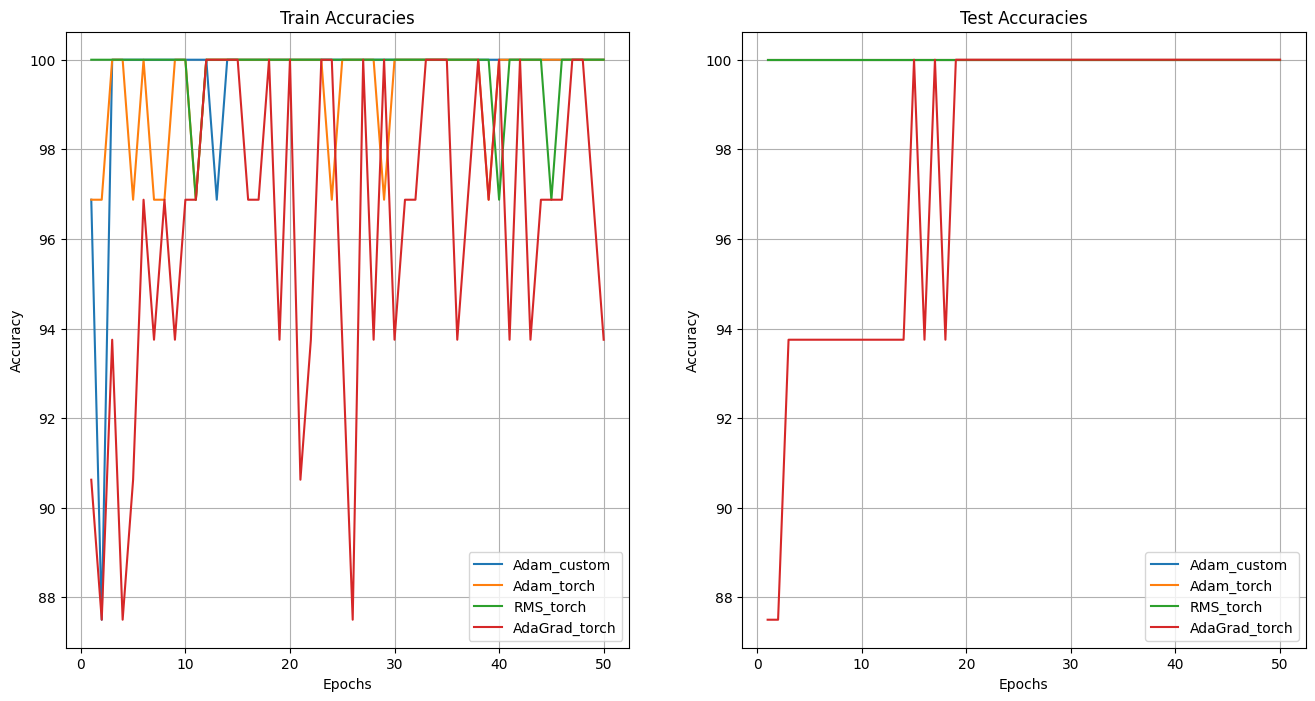 Train Accuracies
100
98
96
94
92
90
88
Accuracy
0 10 20 30 40 50
Epochs
Adam_custom
Adam_torch
RMS_torch
AdaGrad_torch
Test Accuracies
100
98
96
94
92
90
88
Accuracy
0 10 20 30 40 50
Epochs
Adam_custom
Adam_torch
RMS_torch
AdaGrad_torch